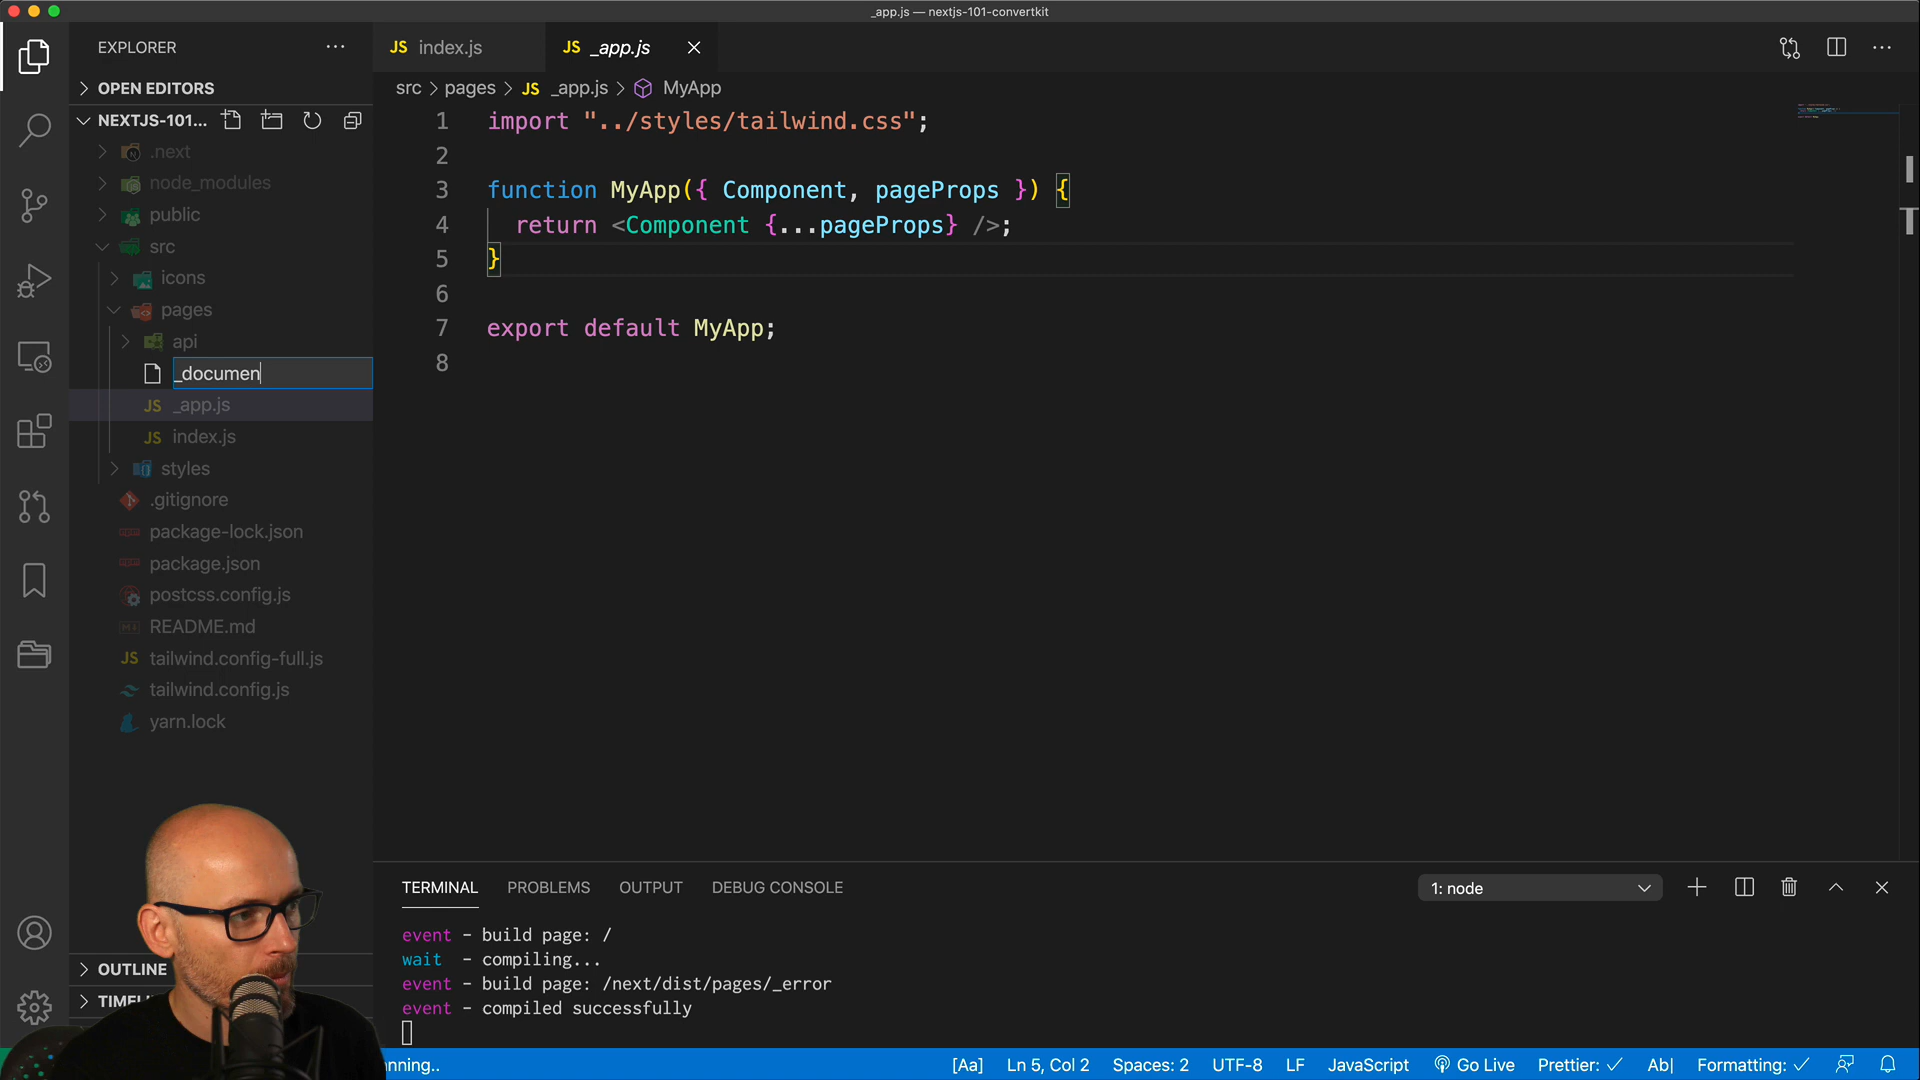 _app.js — nextjs-101-convertkit
EXPLORER
OPEN EDITORS
NEXTJS-101...
.next
node_modules
public
src
icons
pages
api
_documen
JS _app.js
JS index.js
styles
.gitignore
package-lock.json
package.json
postcss.config.js
README.md
JS tailwind.config-full.js
tailwind.config.js
yarn.lock
OUTLINE
TIMELI
JS index.js
JS _app.js
src > pages > JS _app.js > MyApp
1 import "../styles/tailwind.css";
2
3 function MyApp({ Component, pageProps }) {
4 return <Component {...pageProps} />;
5 }
6
7 export default MyApp;
8
TERMINAL PROBLEMS OUTPUT DEBUG CONSOLE
1: node
event - build page: /
wait - compiling...
event - build page: /next/dist/pages/_error
event - compiled successfully
nning.. [Aa] Ln 5, Col 2 Spaces: 2 UTF-8 LF JavaScript Go Live Prettier: ✓ Ab| Formatting: ✓